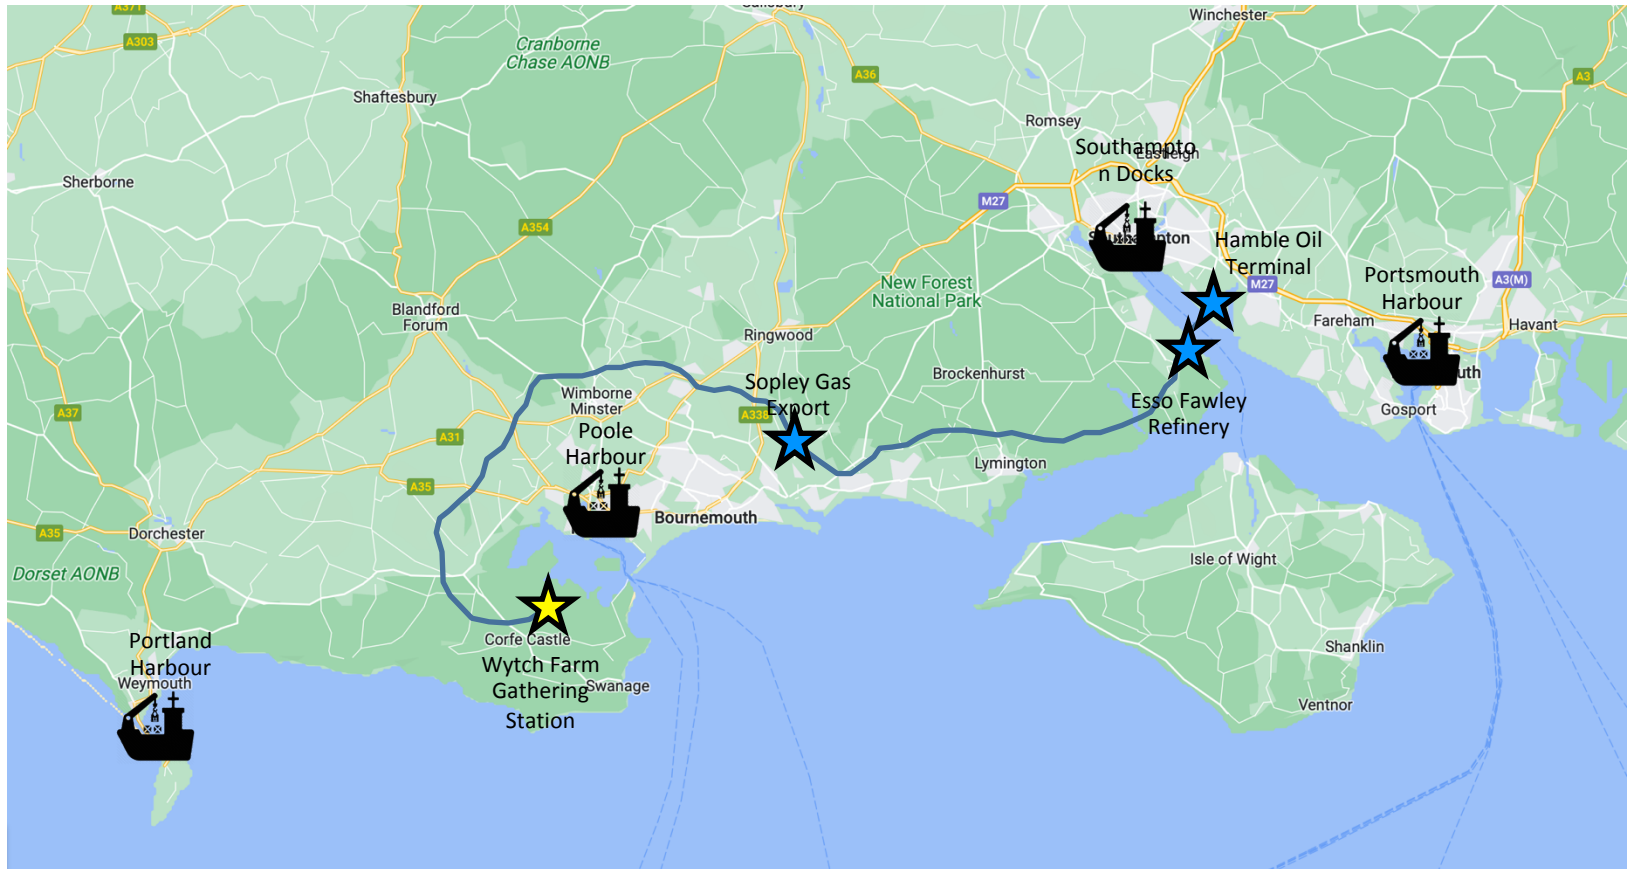 A371
Salisbury
Winchester
A303
Cranborne
Chase AONB
A36
A3
Shaftesbury
Romsey
Southampto
n Docks
Eastleigh
Sherborne
M27
A354
Hamble Oil
Terminal
Portsmouth
Harbour
M27
A3(M)
New Forest
National Park
Blandford
Forum
Ringwood
Fareham
Havant
Sopley Gas
Export
Brockenhurst
Wimborne
Minster
Esso Fawley
Refinery
Gosport
A37
A338
A31
Poole
Harbour
Lymington
A35
Bournemouth
A35
Dorchester
Isle of Wight
Dorset AONB
Corfe Castle
Wytch Farm
Gathering
Station
Swanage
Portland
Harbour
Weymouth
Shanklin
Ventnor